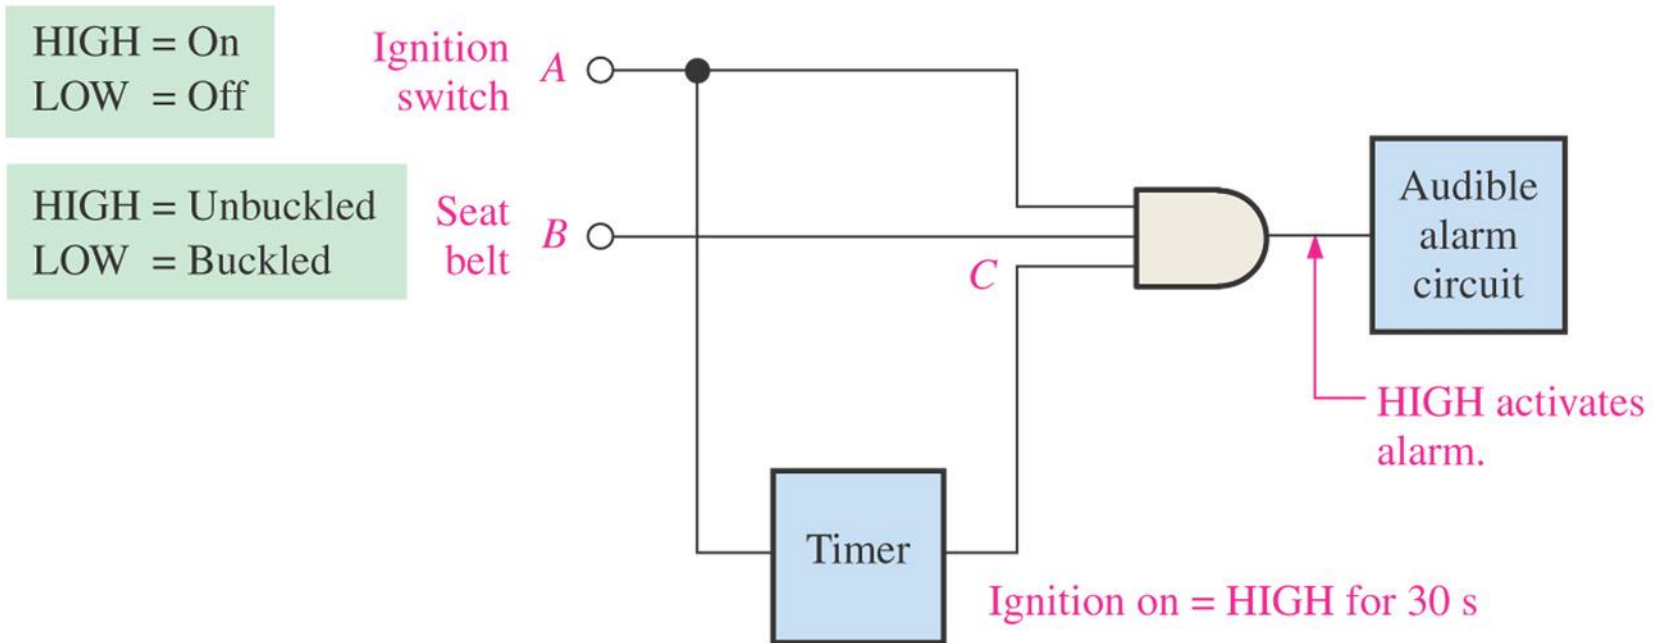 HIGH = On
LOW = Off
Ignition
switch
A
HIGH = Unbuckled
LOW = Buckled
Seat
belt
B
C
Audible
alarm
circuit
HIGH activates
alarm.
Timer
Ignition on = HIGH for 30 s